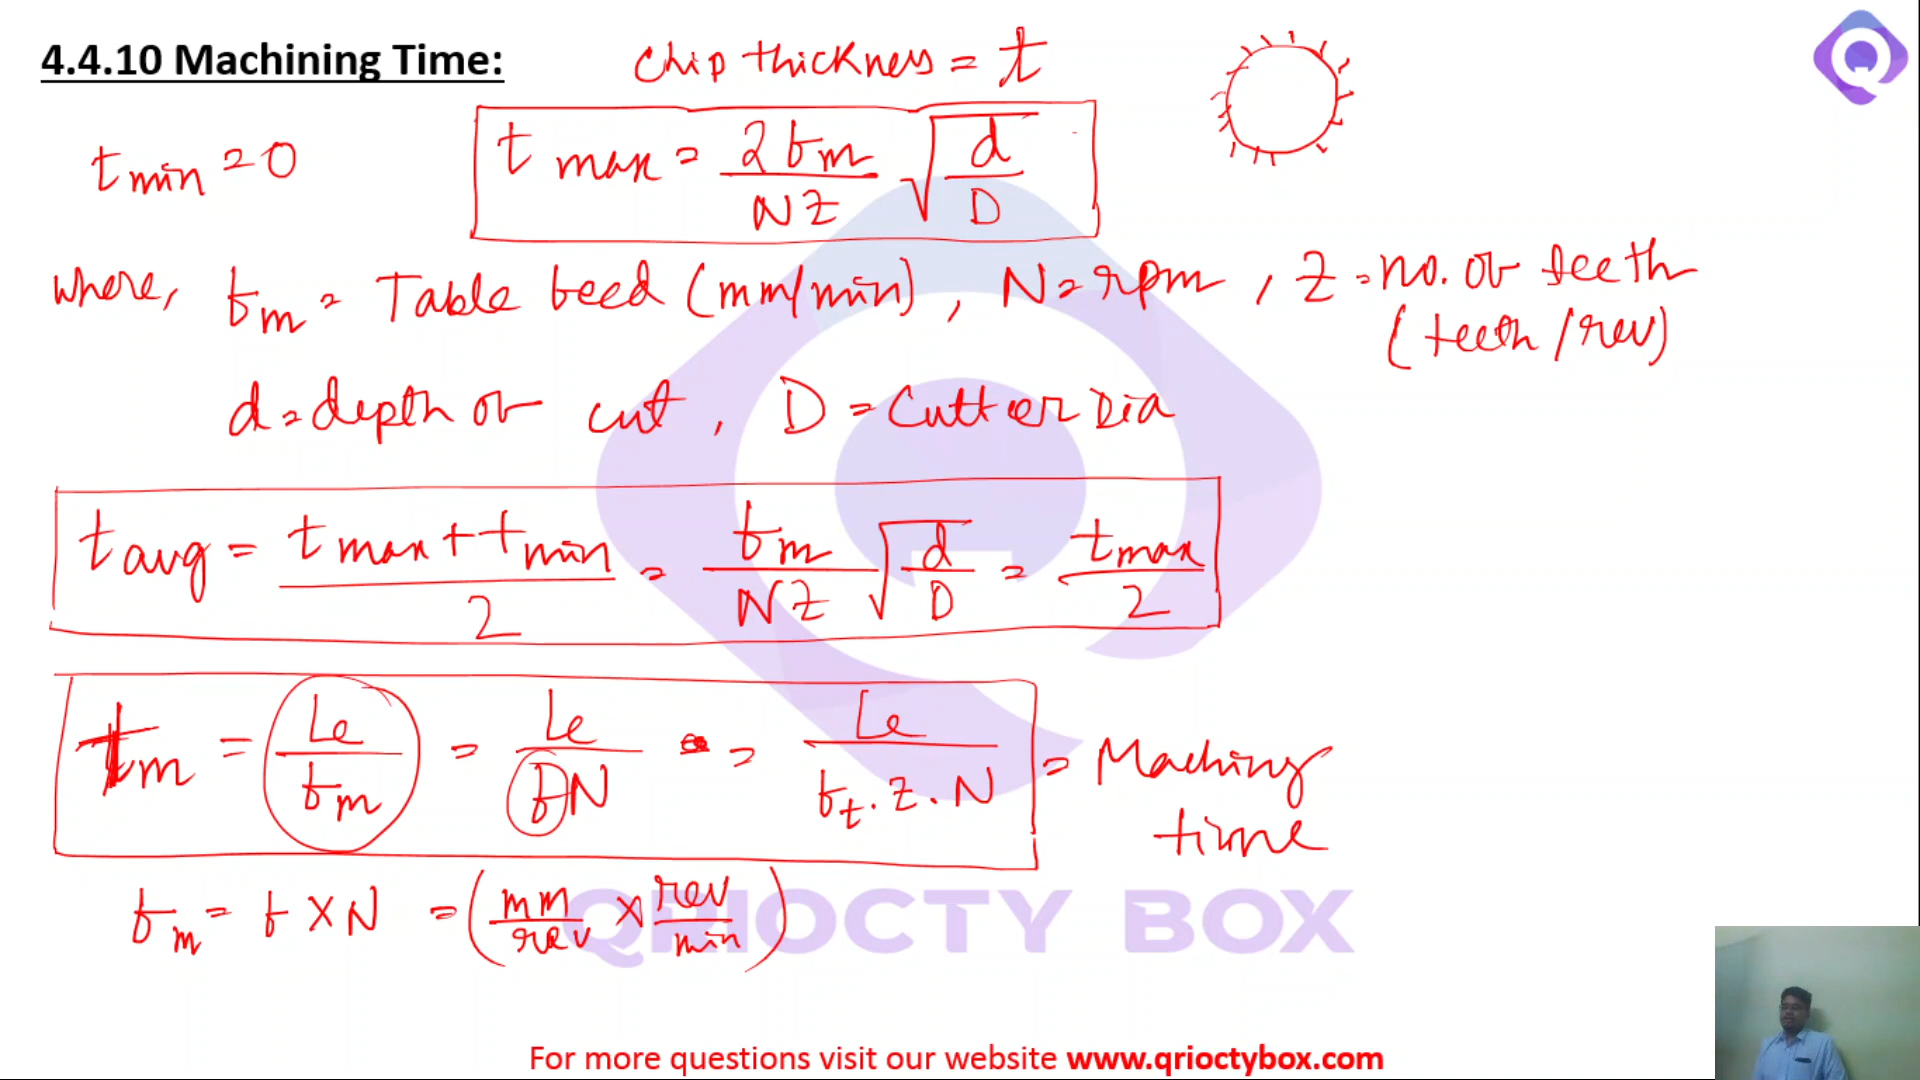 4.4.10 Machining Time:
chip thickness = t
t min = 0
t max = 2fm / NZ √(d/D)
where, fm = Table feed (mm/min), N = rpm, Z = no. of teeth
(teeth/rev)
d = depth of cut, D = Cutter Dia
t avg = (t max + t min) / 2 = fm / NZ √(d/D) = t max / 2
tm = Le / fm = Le / fN = Le / ft.Z.N = Maching
time
fm = f × N = (mm/rev × rev/min)
QRIOCTY BOX
For more questions visit our website www.qrioctybox.com